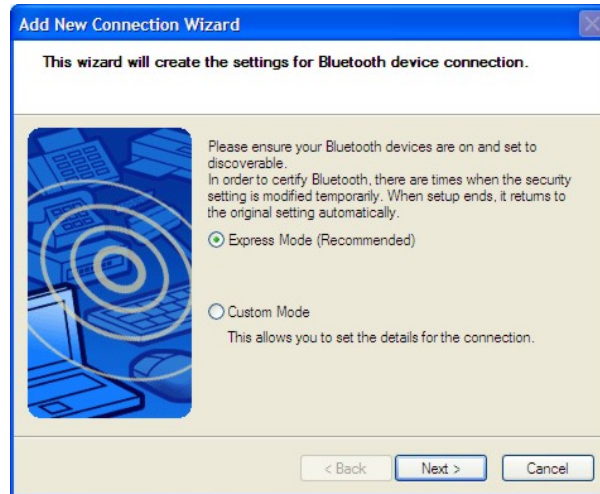 Add New Connection Wizard
This wizard will create the settings for Bluetooth device connection.
Please ensure your Bluetooth devices are on and set to
discoverable.
In order to certify Bluetooth, there are times when the security
setting is modified temporarily. When setup ends, it returns to
the original setting automatically.
Express Mode (Recommended)
Custom Mode
This allows you to set the details for the connection.
< Back Next > Cancel